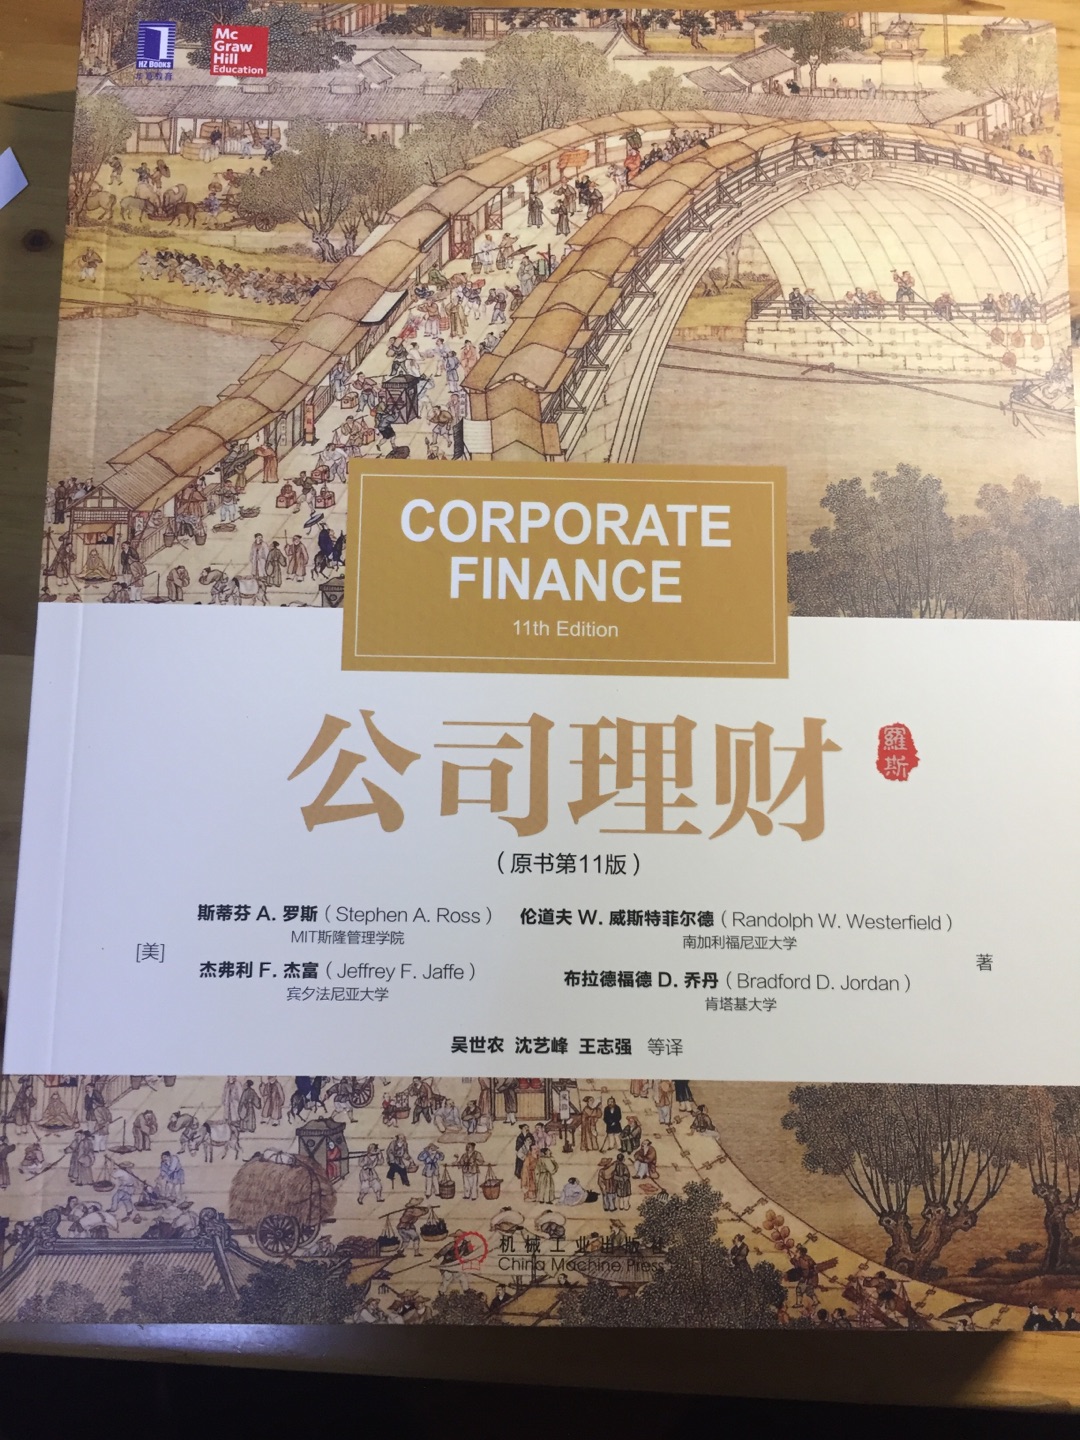 HZ Books
华章教育
Mc
Graw
Hill
Education
CORPORATE
FINANCE
11th Edition
公司理财
羅
斯
（原书第11版）
[美]
斯蒂芬 A. 罗斯（Stephen A. Ross）
MIT斯隆管理学院
伦道夫 W. 威斯特菲尔德（Randolph W. Westerfield）
南加利福尼亚大学
杰弗利 F. 杰富（Jeffrey F. Jaffe）
宾夕法尼亚大学
布拉德福德 D. 乔丹（Bradford D. Jordan）
肯塔基大学
著
吴世农 沈艺峰 王志强 等译
机械工业出版社
China Machine Press